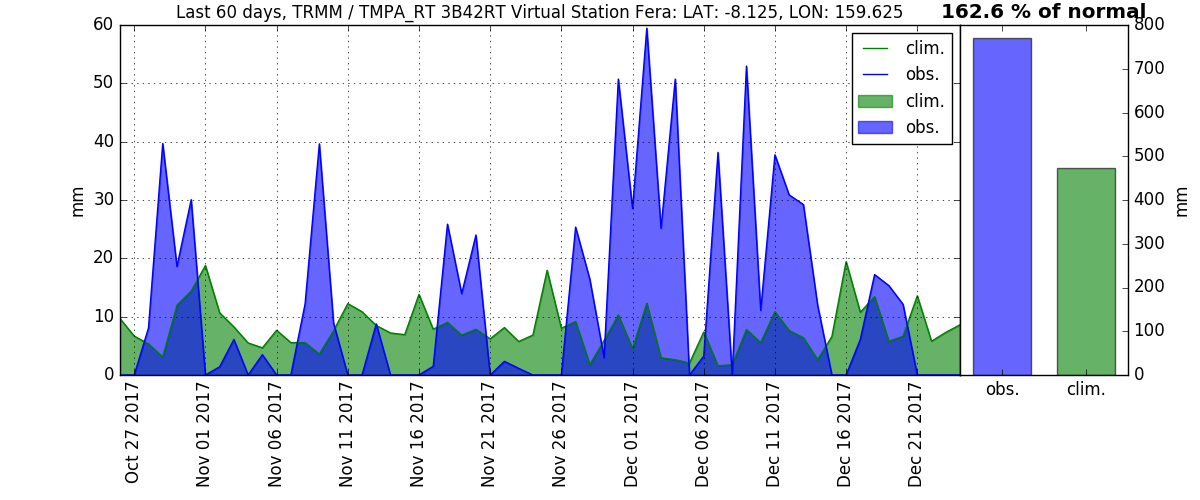 Last 60 days, TRMM / TMPA_RT 3B42RT Virtual Station Fera: LAT: -8.125, LON: 159.625
162.6 % of normal
60
50
40
30
20
10
0
mm
clim.
obs.
clim.
obs.
Oct 27 2017
Nov 01 2017
Nov 06 2017
Nov 11 2017
Nov 16 2017
Nov 21 2017
Nov 26 2017
Dec 01 2017
Dec 06 2017
Dec 11 2017
Dec 16 2017
Dec 21 2017
800
700
600
500
400
300
200
100
0
mm
obs.
clim.